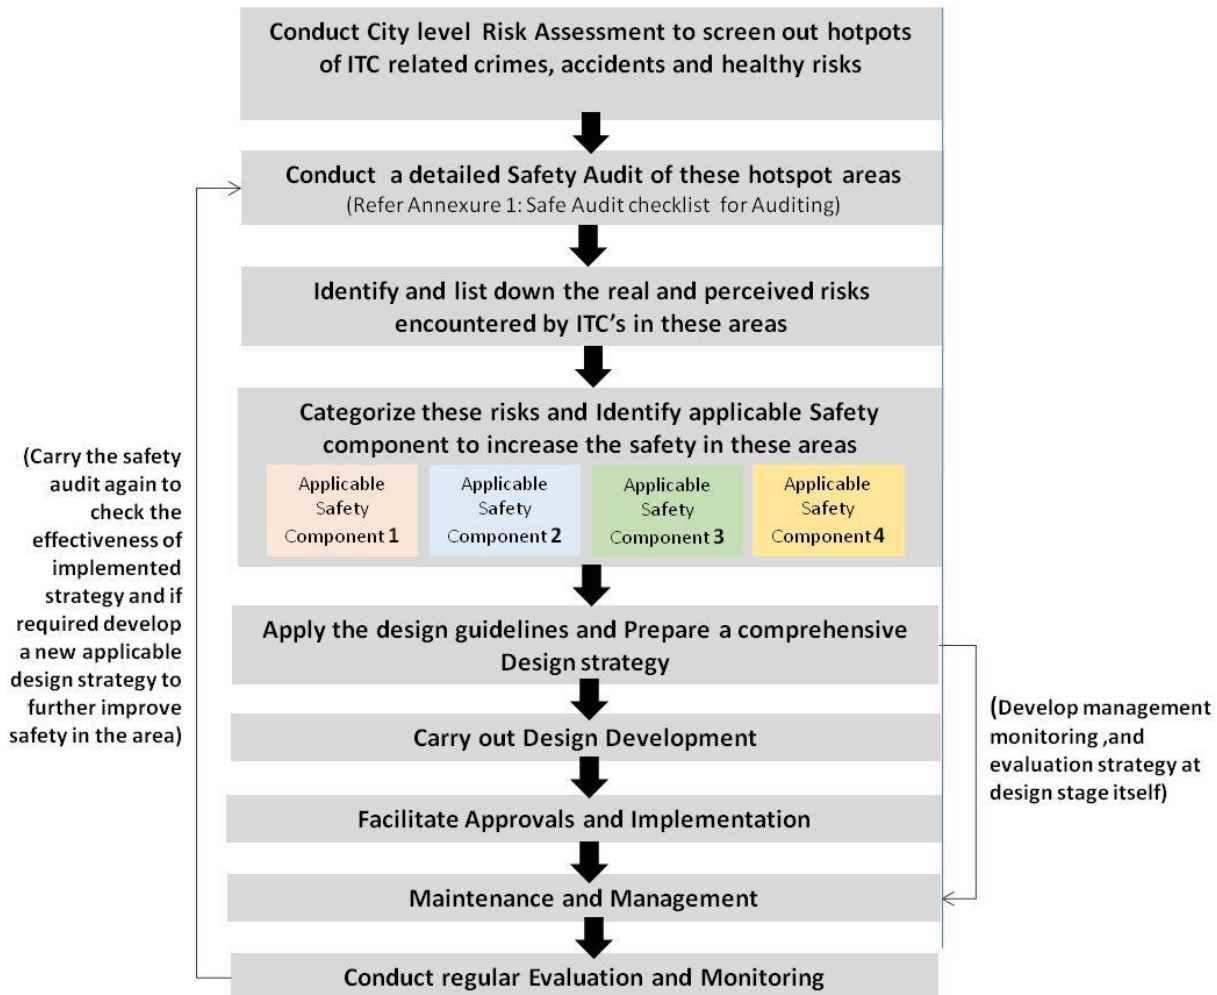 Conduct City level Risk Assessment to screen out hotpots
of ITC related crimes, accidents and healthy risks
Conduct a detailed Safety Audit of these hotspot areas
(Refer Annexure 1: Safe Audit checklist for Auditing)
Identify and list down the real and perceived risks
encountered by ITC's in these areas
Categorize these risks and Identify applicable Safety
component to increase the safety in these areas
Applicable
Safety
Component 1
Applicable
Safety
Component 2
Applicable
Safety
Component 3
Applicable
Safety
Component 4
Apply the design guidelines and Prepare a comprehensive
Design strategy
Carry out Design Development
Facilitate Approvals and Implementation
Maintenance and Management
Conduct regular Evaluation and Monitoring
(Carry the safety
audit again to
check the
effectiveness of
implemented
strategy and if
required develop
a new applicable
design strategy to
further improve
safety in the area)
(Develop management
monitoring ,and
evaluation strategy at
design stage itself)